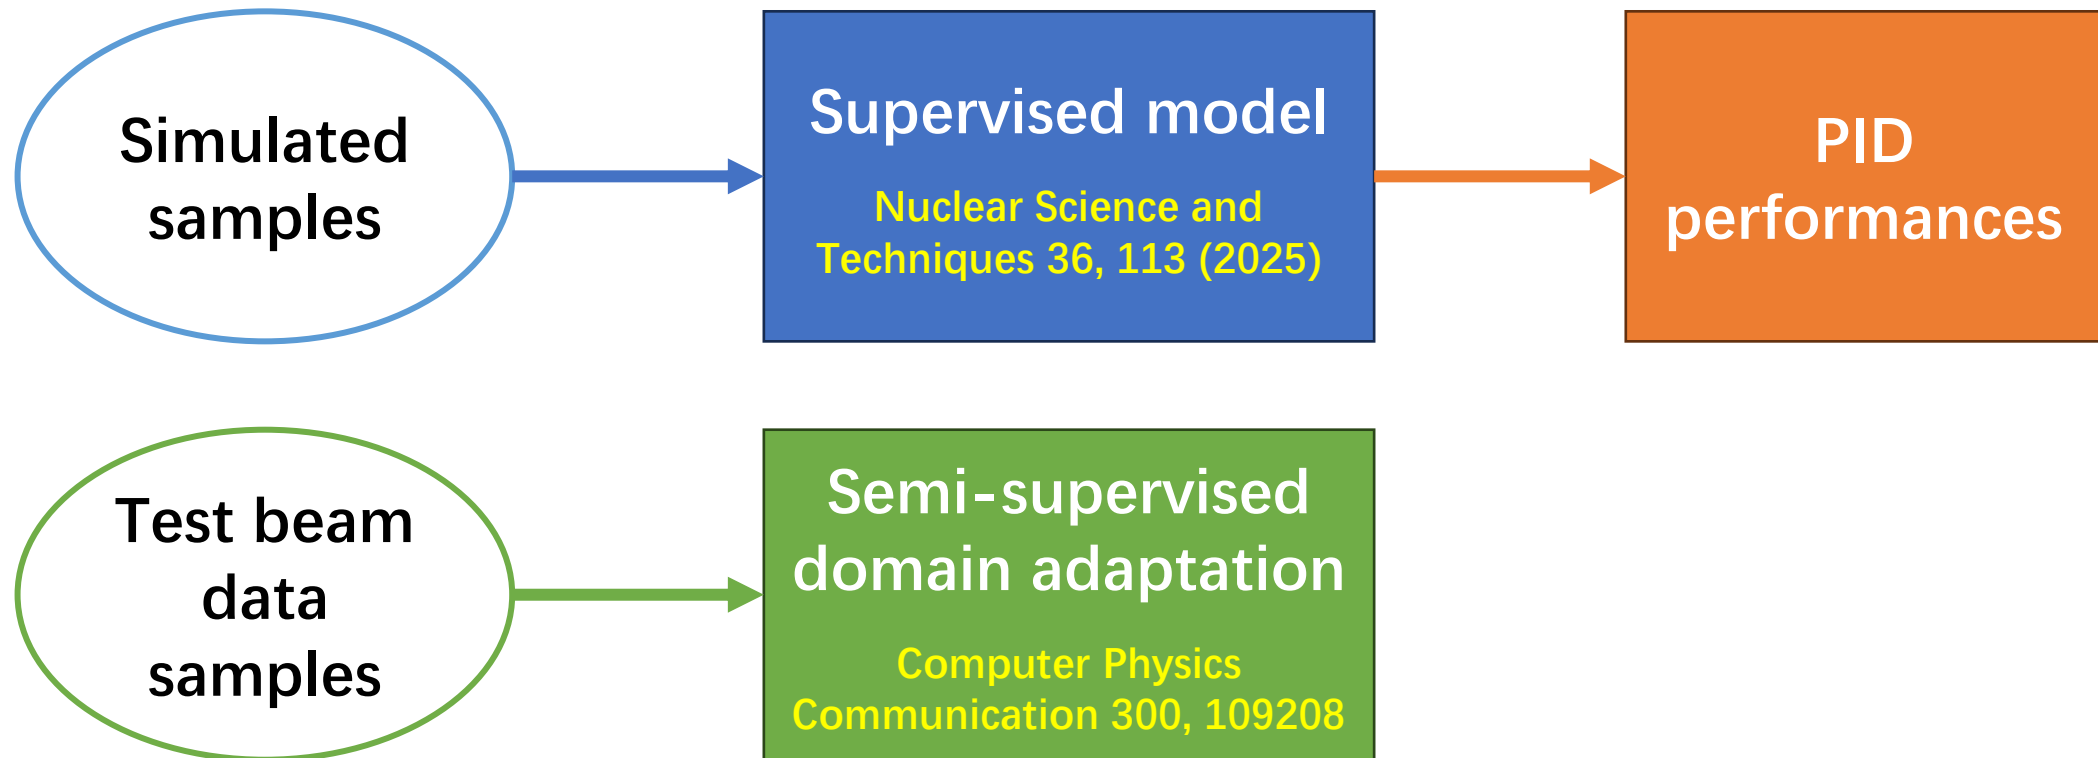 Simulated
samples
Supervised model
Nuclear Science and
Techniques 36, 113 (2025)
PID
performances
Test beam
data
samples
Semi-supervised
domain adaptation
Computer Physics
Communication 300, 109208